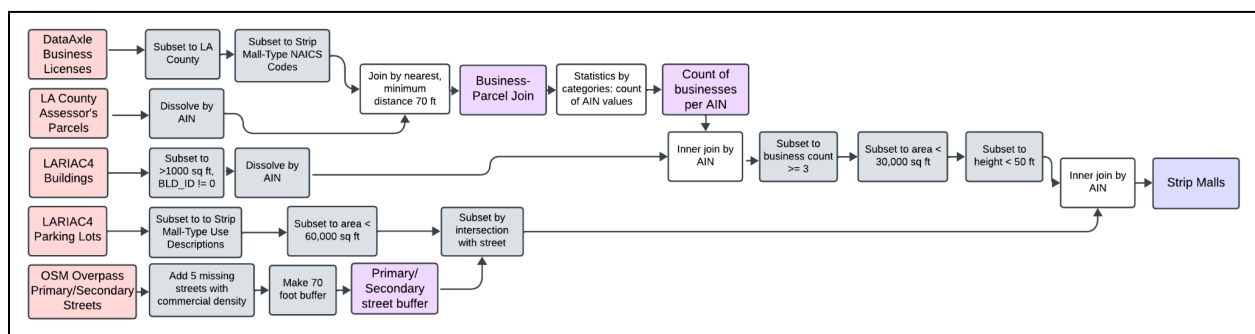 DataAxle
Business
Licenses
Subset to LA
County
Subset to Strip
Mall-Type NAICS
Codes
Join by nearest,
minimum
distance 70 ft
Business-
Parcel Join
Statistics by
categories: count
of AIN values
Count of
businesses
per AIN
LA County
Assessor's
Parcels
Dissolve by
AIN
LARIAC4
Buildings
Subset to
>1000 sq ft,
BLD_ID != 0
Dissolve by
AIN
Inner join by
AIN
Subset to
business count
>= 3
Subset to area <
30,000 sq ft
Subset to
height < 50 ft
Inner join by
AIN
Strip Malls
LARIAC4
Parking Lots
Subset to to Strip
Mall-Type Use
Descriptions
Subset to area <
60,000 sq ft
Subset by
intersection
with street
OSM Overpass
Primary/Secondary
Streets
Add 5 missing
streets with
commercial density
Make 70
foot buffer
Primary/
Secondary
street buffer